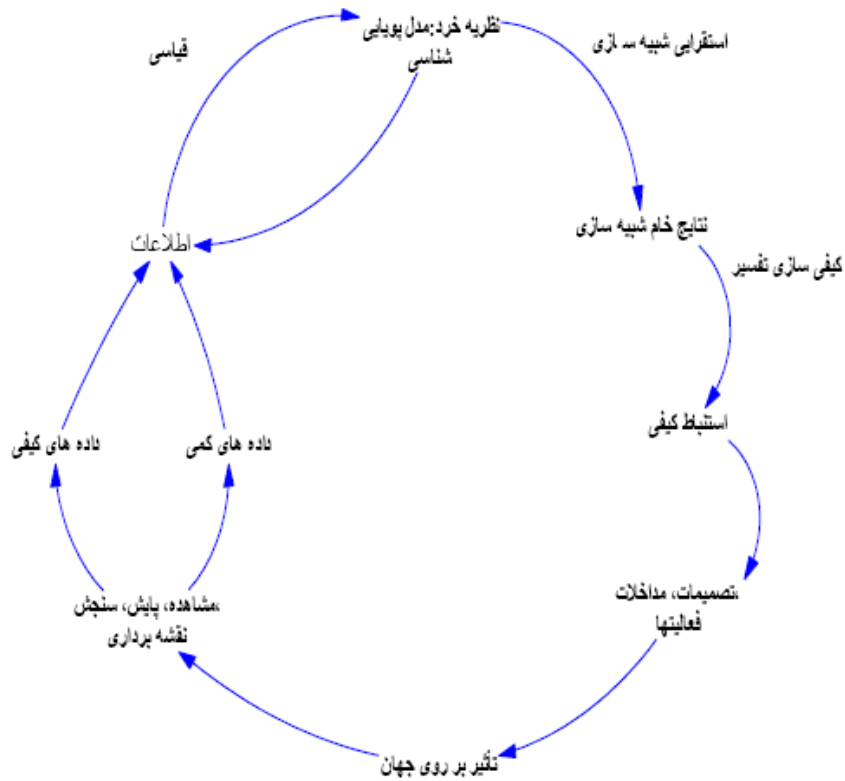 نظریه خرد:مدل پویایی
شناسی
استقرایی شبیه سازی
قیاسی
نتایج خام شبیه سازی
اطلاعات
کیفی سازی تفسیر
استنباط کیفی
داده های کیفی
داده های کمی
تصمیمات، مداخلات،
فعالیتها
مشاهده، پایش، سنجش،
نقشه برداری
تأثیر بر روی جهان